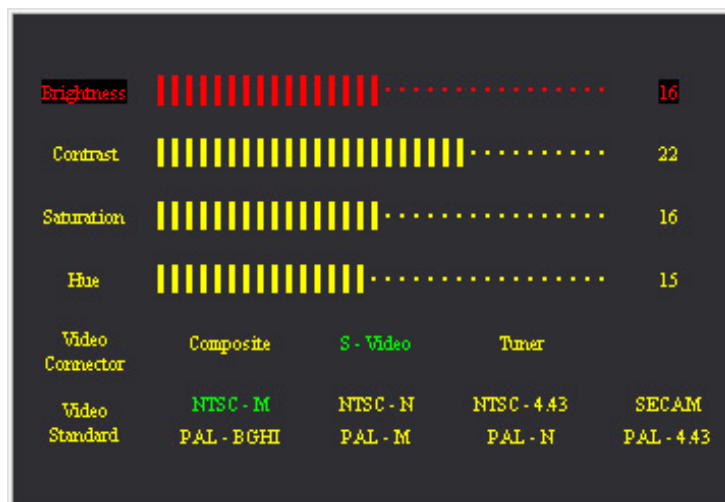 Brightness 16
Contrast 22
Saturation 16
Hue 15
Video Connector Composite S - Video Tuner
Video Standard
NTSC - M NTSC - N NTSC - 4.43 SECAM
PAL - BGHI PAL - M PAL - N PAL - 4.43